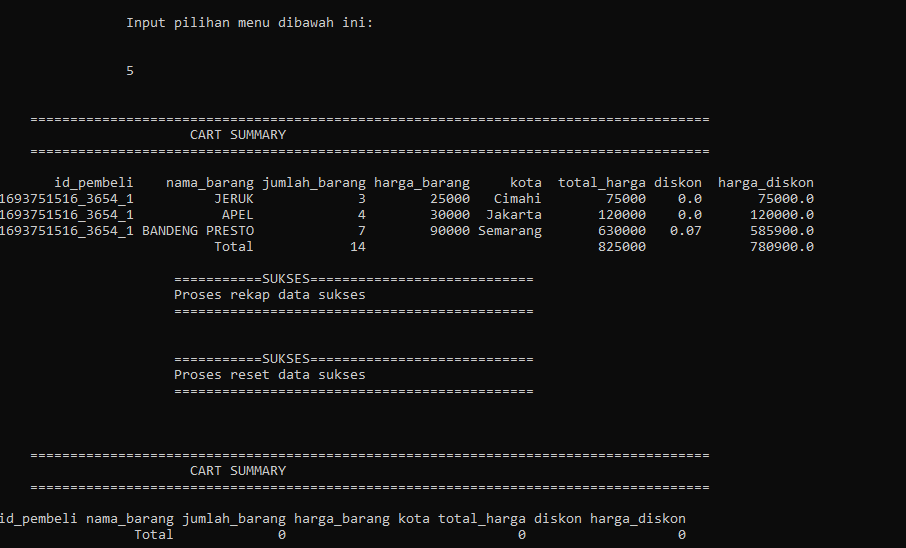 Input pilihan menu dibawah ini:
5
=====================================================================================
CART SUMMARY
=====================================================================================
id_pembeli nama_barang jumlah_barang harga_barang kota total_harga diskon harga_diskon
1693751516_3654_1 JERUK 3 25000 Cimahi 75000 0.0 75000.0
1693751516_3654_1 APEL 4 30000 Jakarta 120000 0.0 120000.0
1693751516_3654_1 BANDENG PRESTO 7 90000 Semarang 630000 0.07 585900.0
Total 14 825000 780900.0
===========SUKSES============================
Proses rekap data sukses
=============================================
===========SUKSES============================
Proses reset data sukses
=============================================
=====================================================================================
CART SUMMARY
=====================================================================================
id_pembeli nama_barang jumlah_barang harga_barang kota total_harga diskon harga_diskon
Total 0 0 0